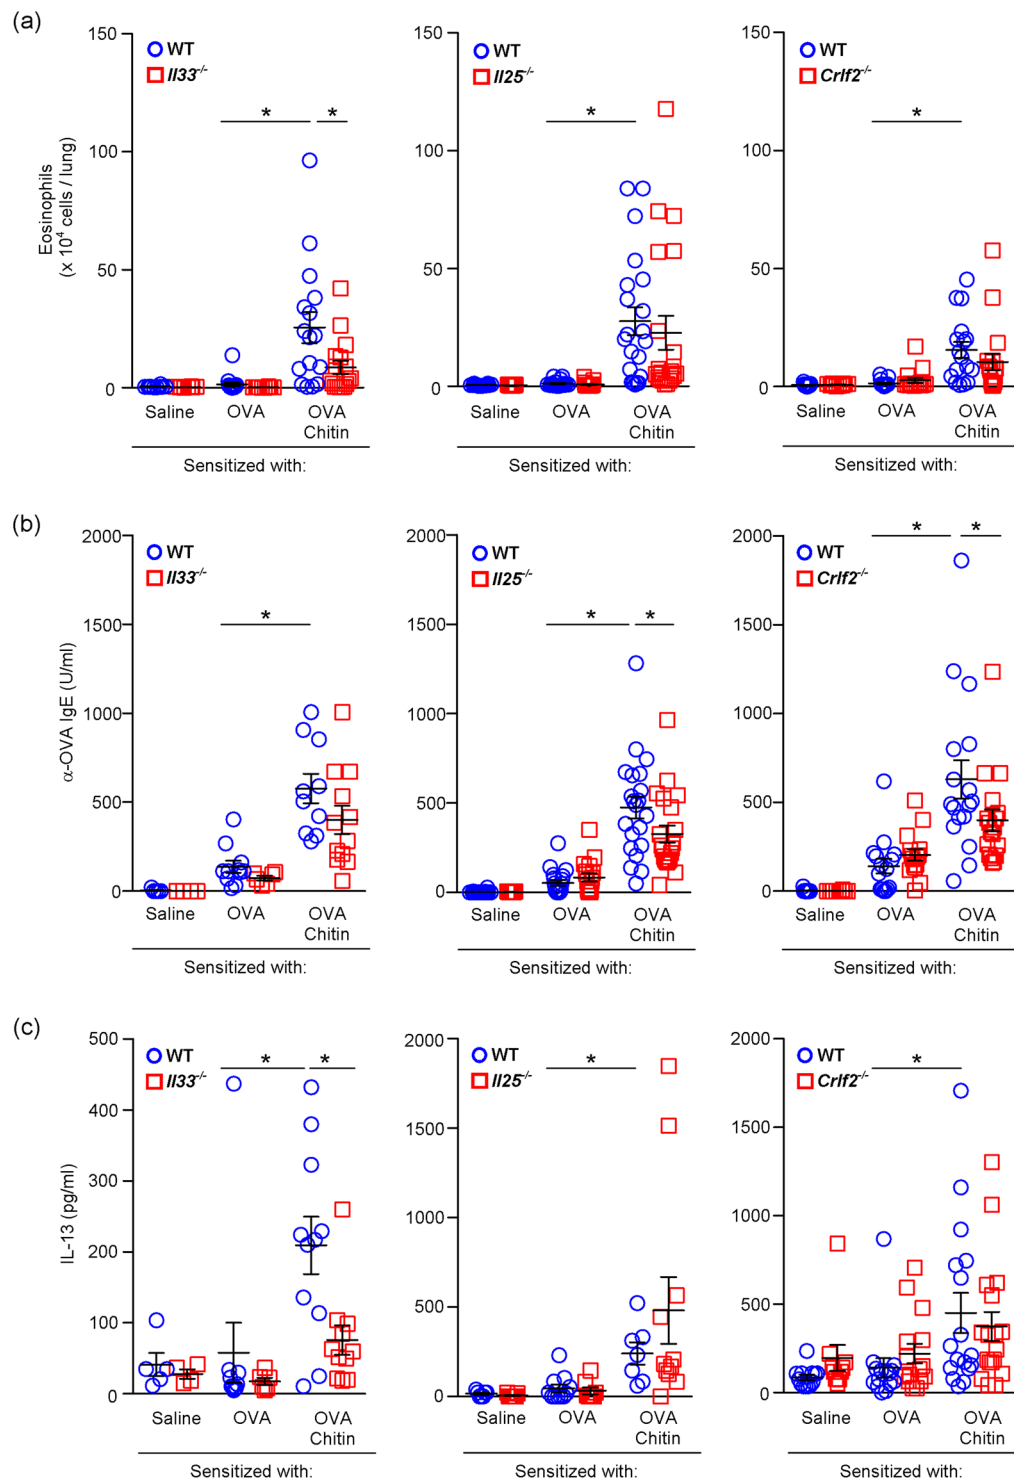 (a)
Eosinophils
(x 10⁴ cells / lung)
150
100
50
0
WT
Il33⁻/⁻
*
*
Saline
OVA
OVA
Chitin
Sensitized with:
150
100
50
0
WT
Il25⁻/⁻
*
Saline
OVA
OVA
Chitin
Sensitized with:
150
100
50
0
WT
Crlf2⁻/⁻
*
Saline
OVA
OVA
Chitin
Sensitized with:
(b)
α-OVA IgE (U/ml)
2000
1500
1000
500
0
WT
Il33⁻/⁻
*
Saline
OVA
OVA
Chitin
Sensitized with:
2000
1500
1000
500
0
WT
Il25⁻/⁻
*
*
Saline
OVA
OVA
Chitin
Sensitized with:
2000
1500
1000
500
0
WT
Crlf2⁻/⁻
*
*
Saline
OVA
OVA
Chitin
Sensitized with:
(c)
IL-13 (pg/ml)
500
400
300
200
100
0
WT
Il33⁻/⁻
*
*
Saline
OVA
OVA
Chitin
Sensitized with:
2000
1500
1000
500
0
WT
Il25⁻/⁻
*
Saline
OVA
OVA
Chitin
Sensitized with:
2000
1500
1000
500
0
WT
Crlf2⁻/⁻
*
Saline
OVA
OVA
Chitin
Sensitized with: